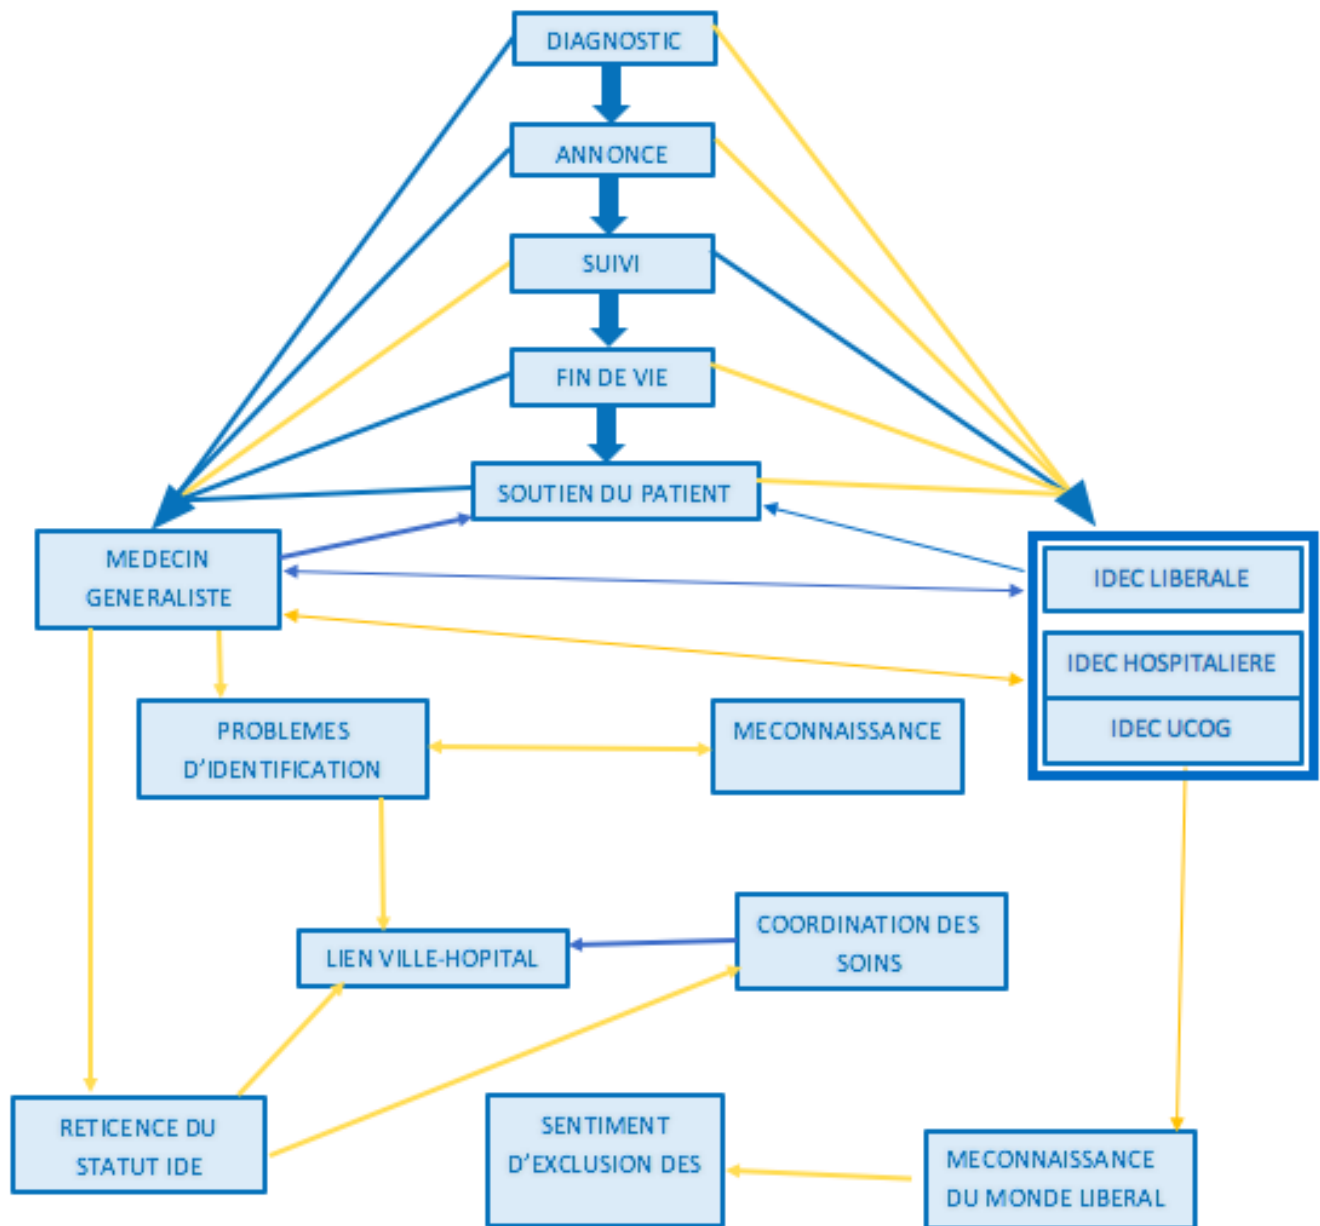 DIAGNOSTIC
ANNONCE
SUIVI
FIN DE VIE
SOUTIEN DU PATIENT
MEDECIN
GENERALISTE
IDEC LIBERALE
IDEC HOSPITALIERE
IDEC UCOG
PROBLEMES
D'IDENTIFICATION
MECONNAISSANCE
LIEN VILLE-HOPITAL
COORDINATION DES
SOINS
RETICENCE DU
STATUT IDE
SENTIMENT
D'EXCLUSION DES
MECONNAISSANCE
DU MONDE LIBERAL